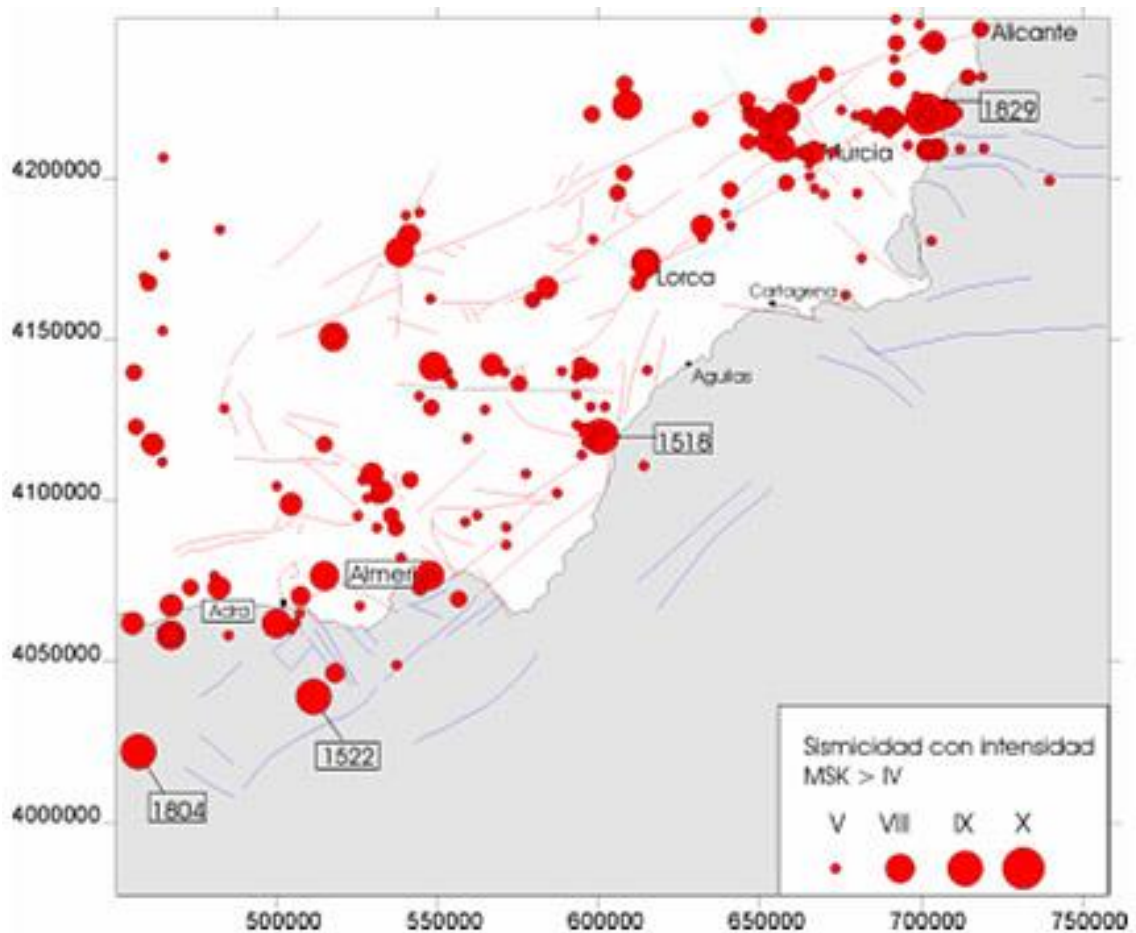 Alicante
1829
Murcia
4200000
Lorca
Cartagena
4150000
Aguilas
1518
4100000
Almeri
Adra
4050000
1522
1804
4000000
Sismicidad con intensidad
MSK > IV
V VIII IX X
500000 550000 600000 650000 700000 750000